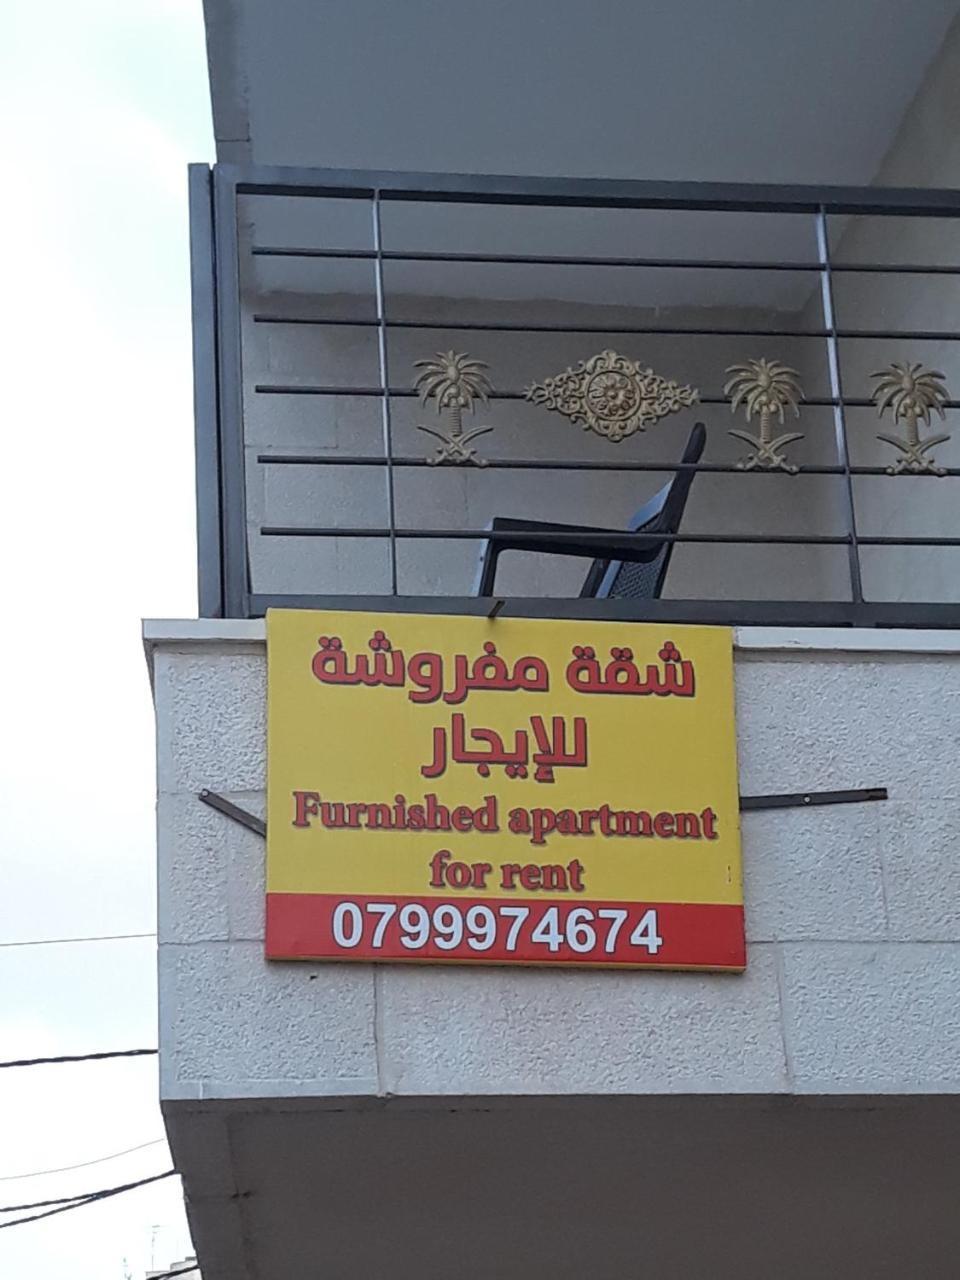 شقة مفروشة
للإيجار
Furnished apartment
for rent
0799974674